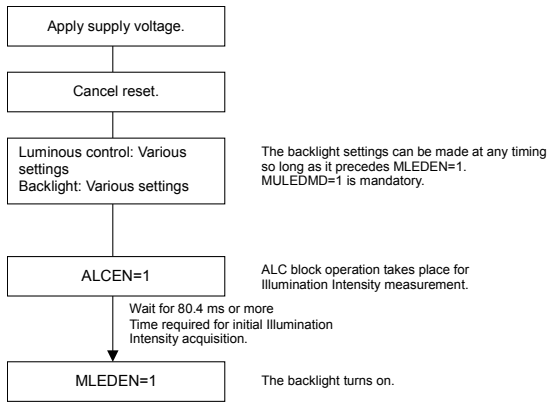 Apply supply voltage.
Cancel reset.
Luminous control: Various
settings
Backlight: Various settings
The backlight settings can be made at any timing
so long as it precedes MLEDEN=1.
MULEDMD=1 is mandatory.
ALCEN=1
ALC block operation takes place for
Illumination Intensity measurement.
Wait for 80.4 ms or more
Time required for initial Illumination
Intensity acquisition.
MLEDEN=1
The backlight turns on.